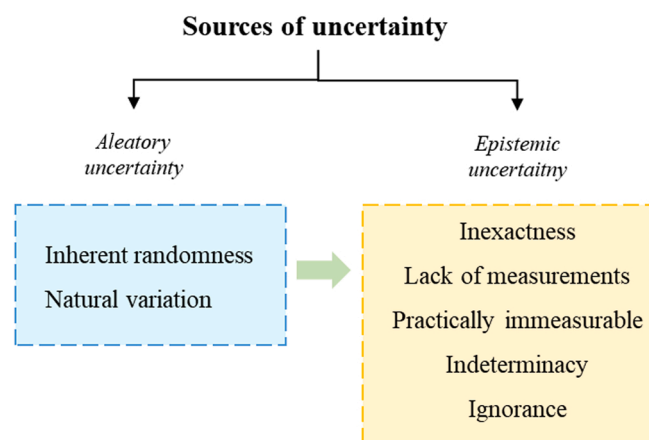 Sources of uncertainty
Aleatory
uncertainty
Epistemic
uncertaitny
Inherent randomness
Natural variation
Inexactness
Lack of measurements
Practically immeasurable
Indeterminacy
Ignorance